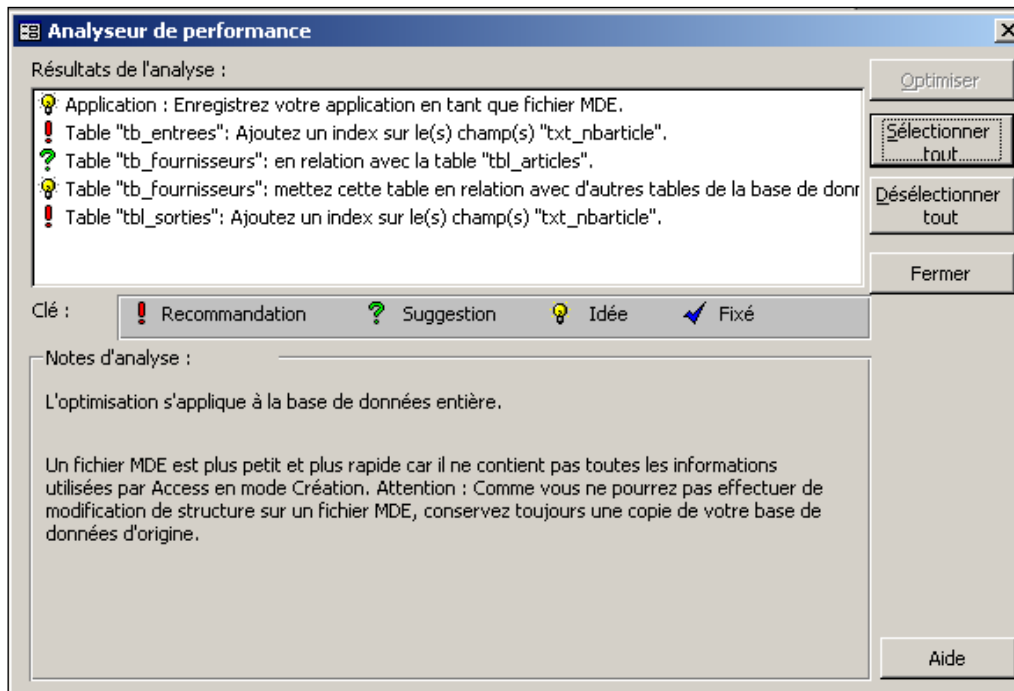 Analyseur de performance
Résultats de l'analyse :
Optimiser
Application : Enregistrez votre application en tant que fichier MDE.
Table "tb_entrees": Ajoutez un index sur le(s) champ(s) "txt_nbarticle".
Table "tb_fournisseurs": en relation avec la table "tbl_articles".
Table "tb_fournisseurs": mettez cette table en relation avec d'autres tables de la base de donr
Table "tbl_sorties": Ajoutez un index sur le(s) champ(s) "txt_nbarticle".
Sélectionner
tout
Désélectionner
tout
Fermer
Clé :
Recommandation Suggestion Idée Fixé
Notes d'analyse :
L'optimisation s'applique à la base de données entière.
Un fichier MDE est plus petit et plus rapide car il ne contient pas toutes les informations
utilisées par Access en mode Création. Attention : Comme vous ne pourrez pas effectuer de
modification de structure sur un fichier MDE, conservez toujours une copie de votre base de
données d'origine.
Aide